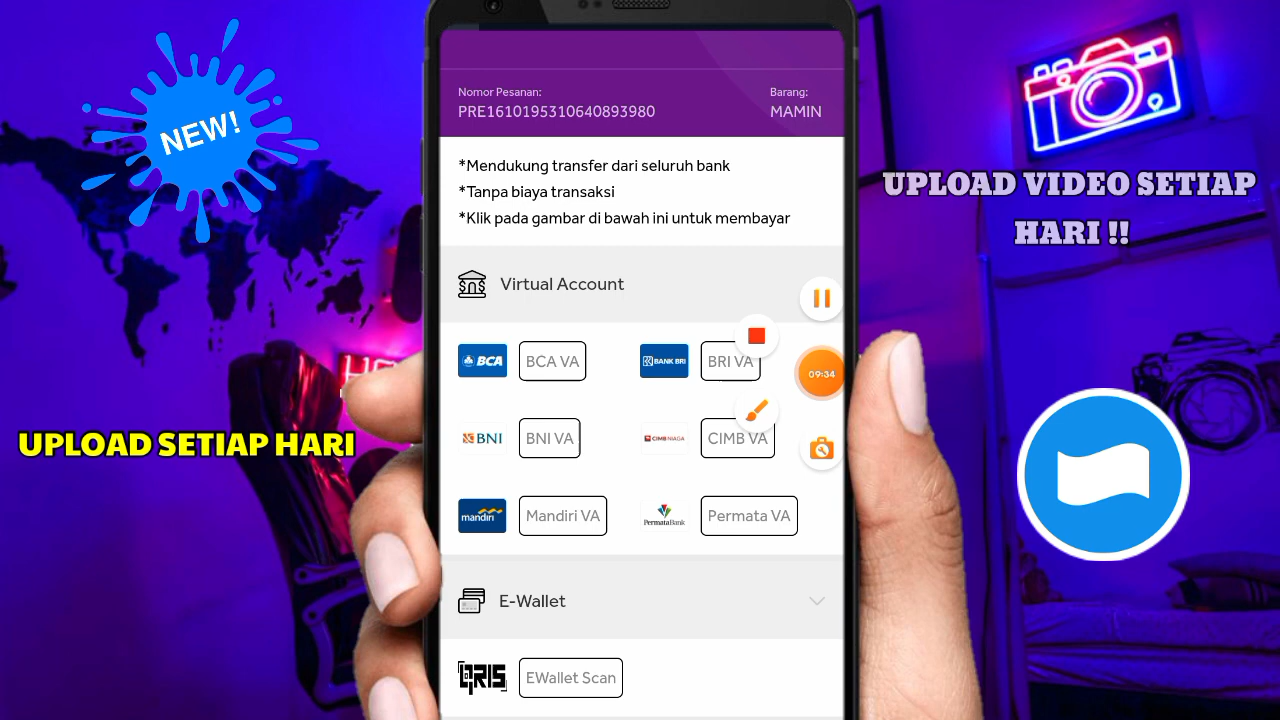 NEW!
Nomor Pesanan:
Barang:
PRE1610195310640893980
MAMIN
*Mendukung transfer dari seluruh bank
*Tanpa biaya transaksi
*Klik pada gambar di bawah ini untuk membayar
UPLOAD VIDEO SETIAP
HARI !!
Virtual Account
BCA
BCA VA
BANK BRI
BRI VA
09:34
BNI
BNI VA
CIMB NIAGA
CIMB VA
UPLOAD SETIAP HARI
mandiri
Mandiri VA
PermataBank
Permata VA
E-Wallet
QRIS
EWallet Scan